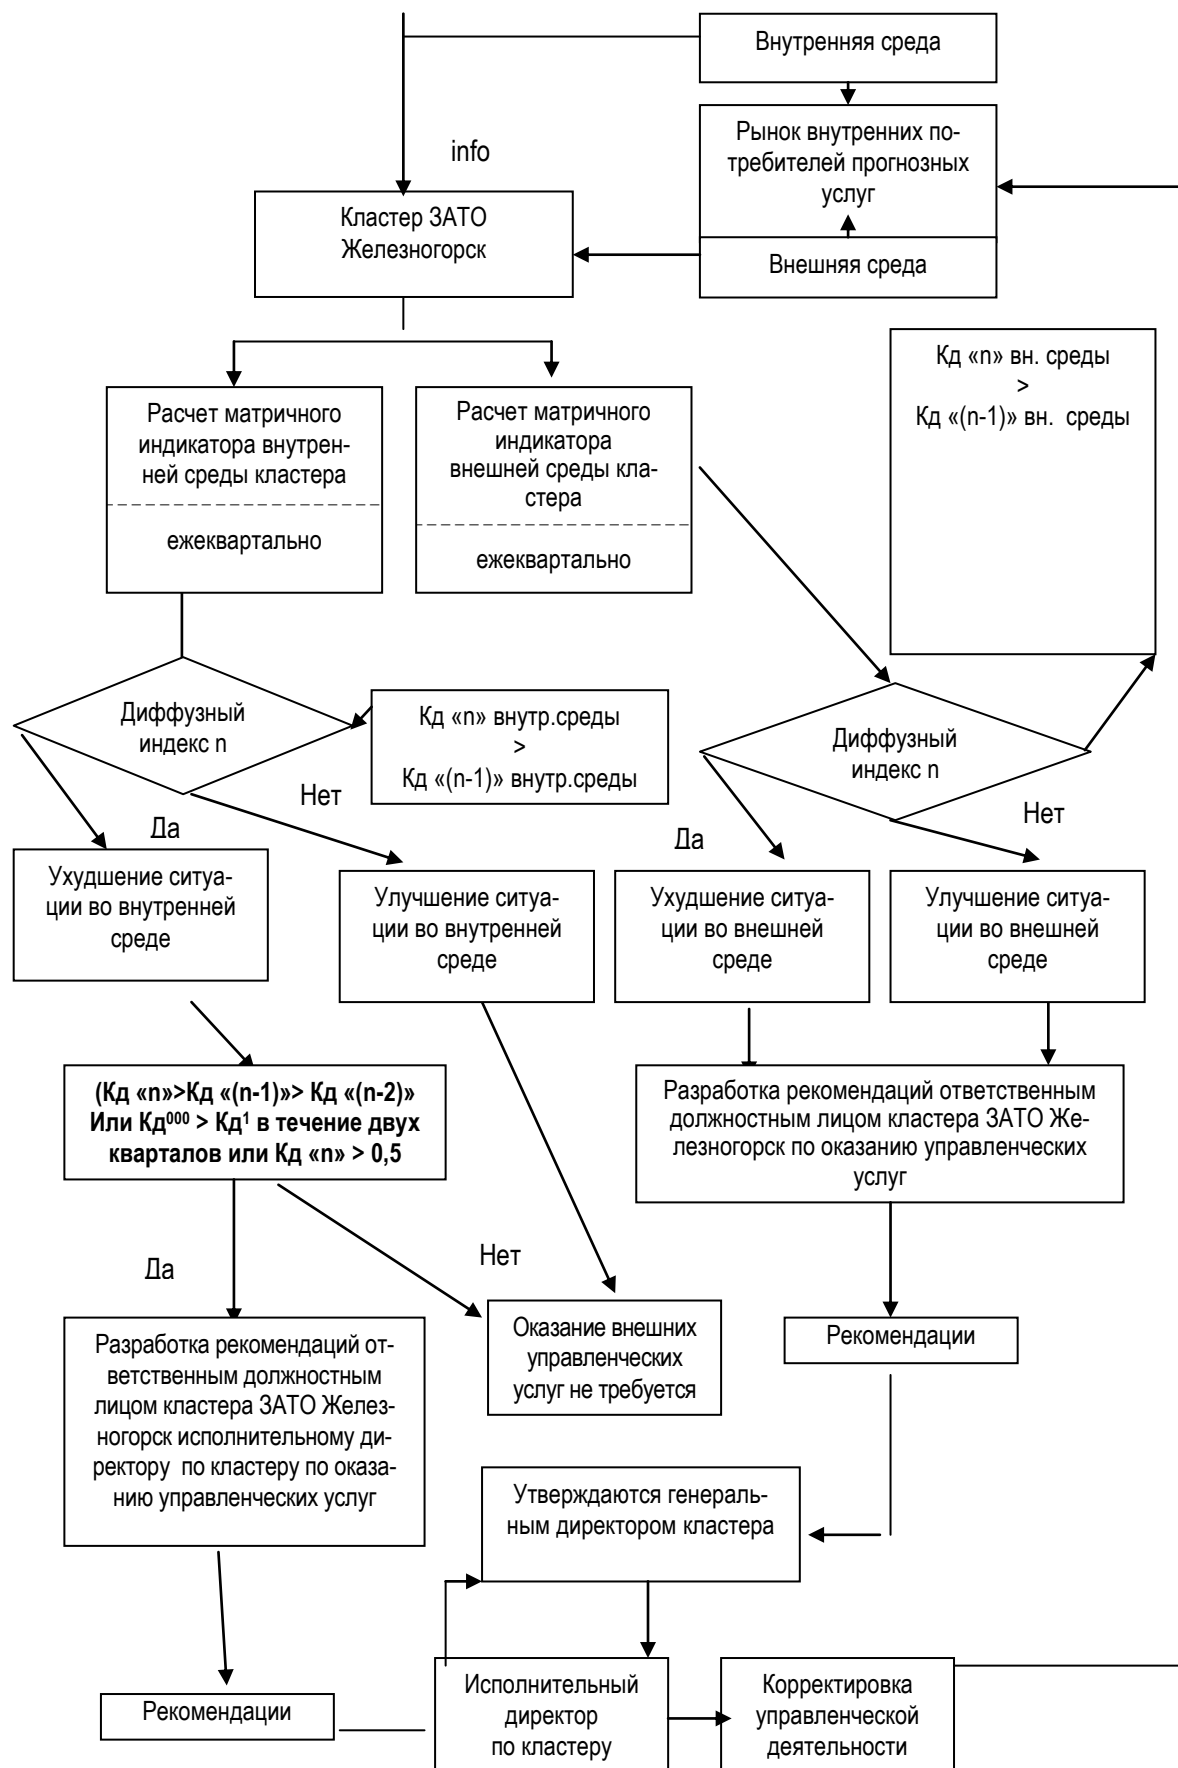 Внутренняя среда
info
Рынок внутренних по-
требителей прогнозных
услуг
Кластер ЗАТО
Железногорск
Внешняя среда
Кд «n» вн. среды
>
Кд «(n-1)» вн. среды
Расчет матричного
индикатора внутрен-
ней среды кластера
ежеквартально
Расчет матричного
индикатора
внешней среды кла-
стера
ежеквартально
Диффузный
индекс n
Кд «n» внутр.среды
>
Кд «(n-1)» внутр.среды
Диффузный
индекс n
Нет
Да
Нет
Да
Ухудшение ситуа-
ции во внутренней
среде
Улучшение ситуа-
ции во внутренней
среде
Ухудшение ситуа-
ции во внешней
среде
Улучшение ситуа-
ции во внешней
среде
(Кд «n»>Кд «(n-1)»> Кд «(n-2)»
Или Кд⁰⁰⁰ > Кд¹ в течение двух
кварталов или Кд «n» > 0,5
Разработка рекомендаций ответственным
должностным лицом кластера ЗАТО Же-
лезногорск по оказанию управленческих
услуг
Да
Нет
Разработка рекомендаций от-
ветственным должностным
лицом кластера ЗАТО Желез-
ногорск исполнительному ди-
ректору по кластеру по оказа-
нию управленческих услуг
Оказание внешних
управленческих
услуг не требуется
Рекомендации
Утверждаются генераль-
ным директором кластера
Рекомендации
Исполнительный
директор
по кластеру
Корректировка
управленческой
деятельности